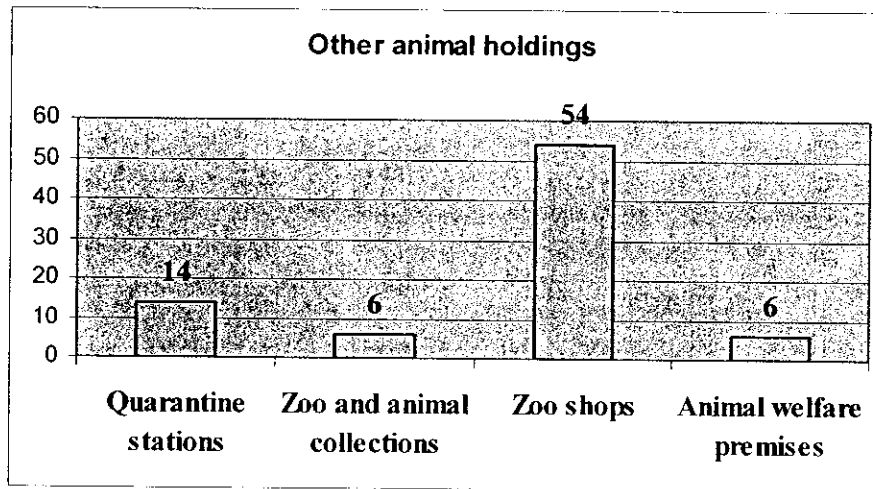 Other animal holdings
60
50
40
30
20
10
0
14
6
54
6
Quarantine stations
Zoo and animal collections
Zoo shops
Animal welfare premises